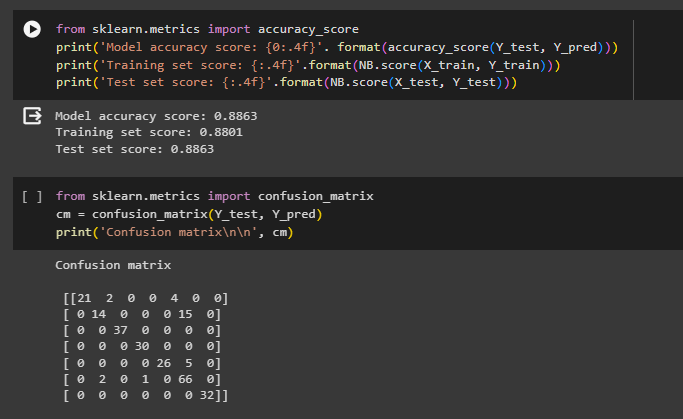 from sklearn.metrics import accuracy_score
print('Model accuracy score: {0:.4f}'. format(accuracy_score(Y_test, Y_pred)))
print('Training set score: {:.4f}'.format(NB.score(X_train, Y_train)))
print('Test set score: {:.4f}'.format(NB.score(X_test, Y_test)))
Model accuracy score: 0.8863
Training set score: 0.8801
Test set score: 0.8863
[ ] from sklearn.metrics import confusion_matrix
cm = confusion_matrix(Y_test, Y_pred)
print('Confusion matrix\n\n', cm)
Confusion matrix
[[21  2  0  0  4  0  0]
[ 0 14  0  0  0 15  0]
[ 0  0 37  0  0  0  0]
[ 0  0  0 30  0  0  0]
[ 0  0  0  0 26  5  0]
[ 0  2  0  1  0 66  0]
[ 0  0  0  0  0  0 32]]